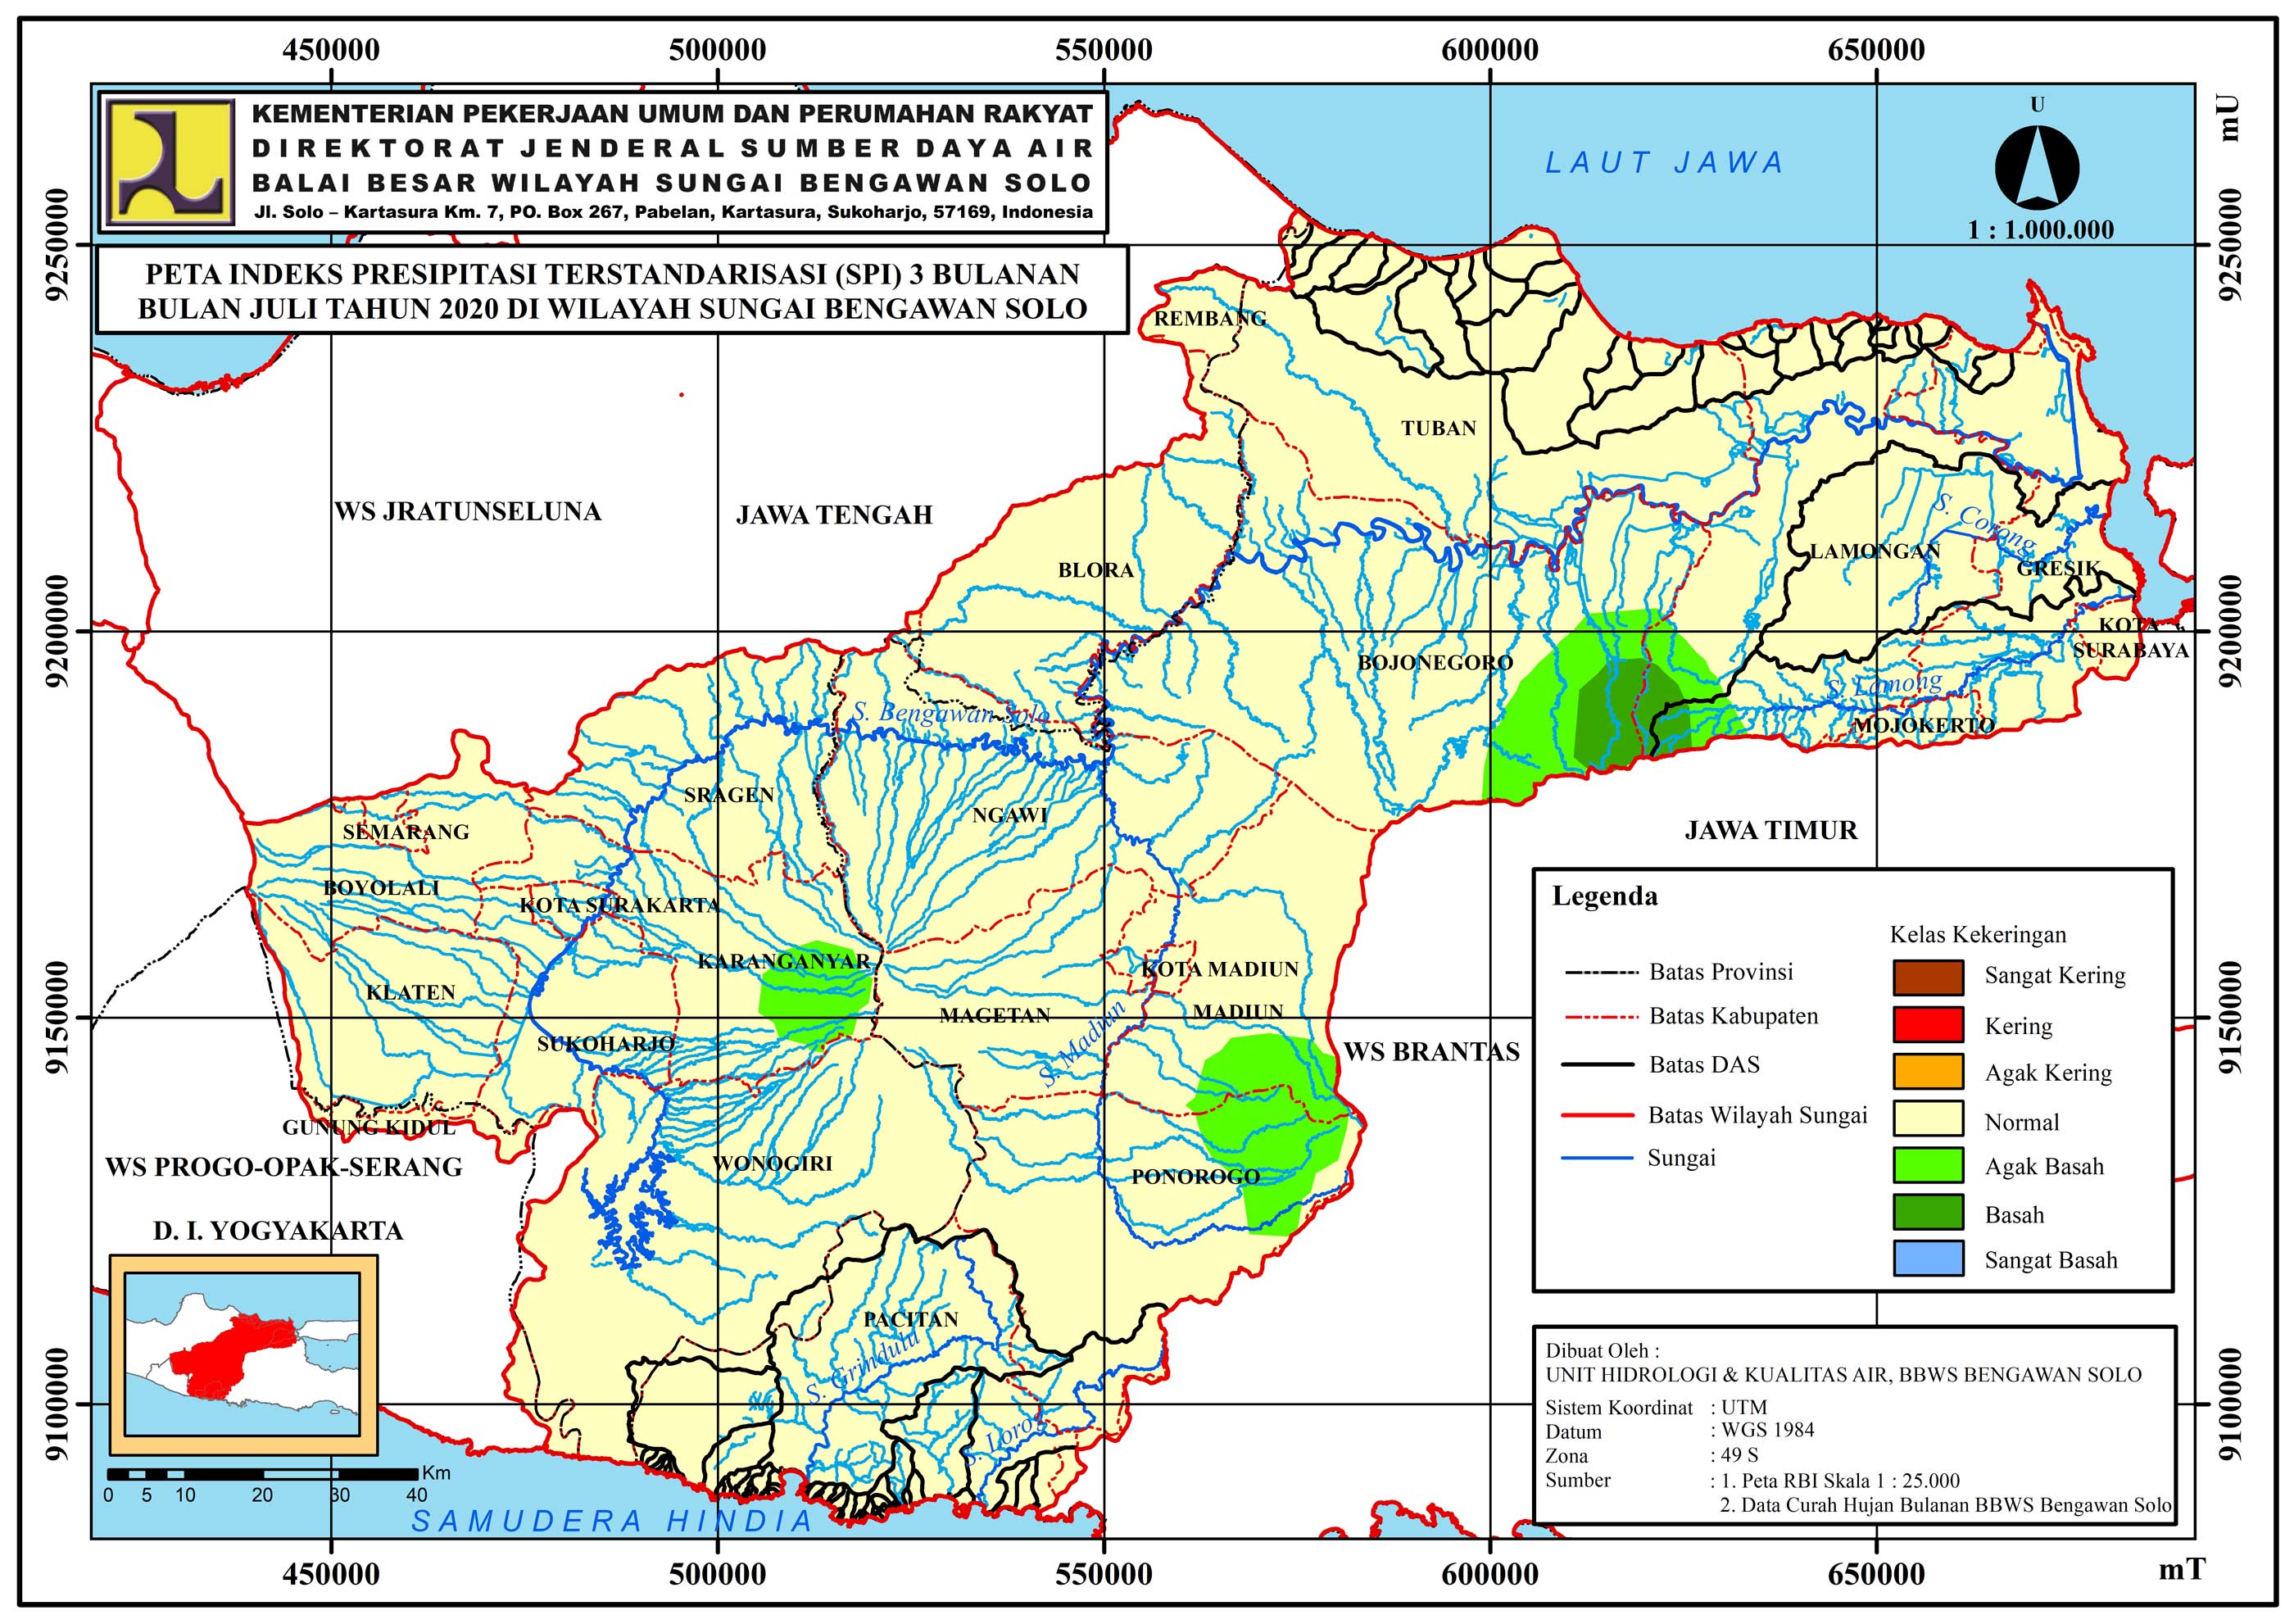 450000 500000 550000 600000 650000
mU
KEMENTERIAN PEKERJAAN UMUM DAN PERUMAHAN RAKYAT
DIREKTORAT JENDERAL SUMBER DAYA AIR
BALAI BESAR WILAYAH SUNGAI BENGAWAN SOLO
Jl. Solo – Kartasura Km. 7, PO. Box 267, Pabelan, Kartasura, Sukoharjo, 57169, Indonesia
PETA INDEKS PRESIPITASI TERSTANDARISASI (SPI) 3 BULANAN
BULAN JULI TAHUN 2020 DI WILAYAH SUNGAI BENGAWAN SOLO
LAUT JAWA
U
1 : 1.000.000
9250000 9250000
REMBANG
TUBAN
WS JRATUNSELUNA
JAWA TENGAH
S. Corong
LAMONGAN
GRESIK
BLORA
9200000 9200000
KOTA
SURABAYA
BOJONEGORO
S. Lamong
MOJOKERTO
S. Bengawan Solo
SRAGEN
NGAWI
SEMARANG
JAWA TIMUR
BOYOLALI
KOTA SURAKARTA
KARANGANYAR
KOTA MADIUN
KLATEN
MAGETAN
MADIUN
9150000 9150000
SUKOHARJO
S. Madiun
WS BRANTAS
GUNUNG KIDUL
WS PROGO-OPAK-SERANG
WONOGIRI
PONOROGO
D. I. YOGYAKARTA
PACITAN
S. Grindulu
S. Lorog
9100000 9100000
Legenda
Batas Provinsi
Batas Kabupaten
Batas DAS
Batas Wilayah Sungai
Sungai
Kelas Kekeringan
Sangat Kering
Kering
Agak Kering
Normal
Agak Basah
Basah
Sangat Basah
Dibuat Oleh :
UNIT HIDROLOGI & KUALITAS AIR, BBWS BENGAWAN SOLO
Sistem Koordinat : UTM
Datum : WGS 1984
Zona : 49 S
Sumber : 1. Peta RBI Skala 1 : 25.000
2. Data Curah Hujan Bulanan BBWS Bengawan Solo
Km
0 5 10 20 30 40
SAMUDERA HINDIA
450000 500000 550000 600000 650000
mT